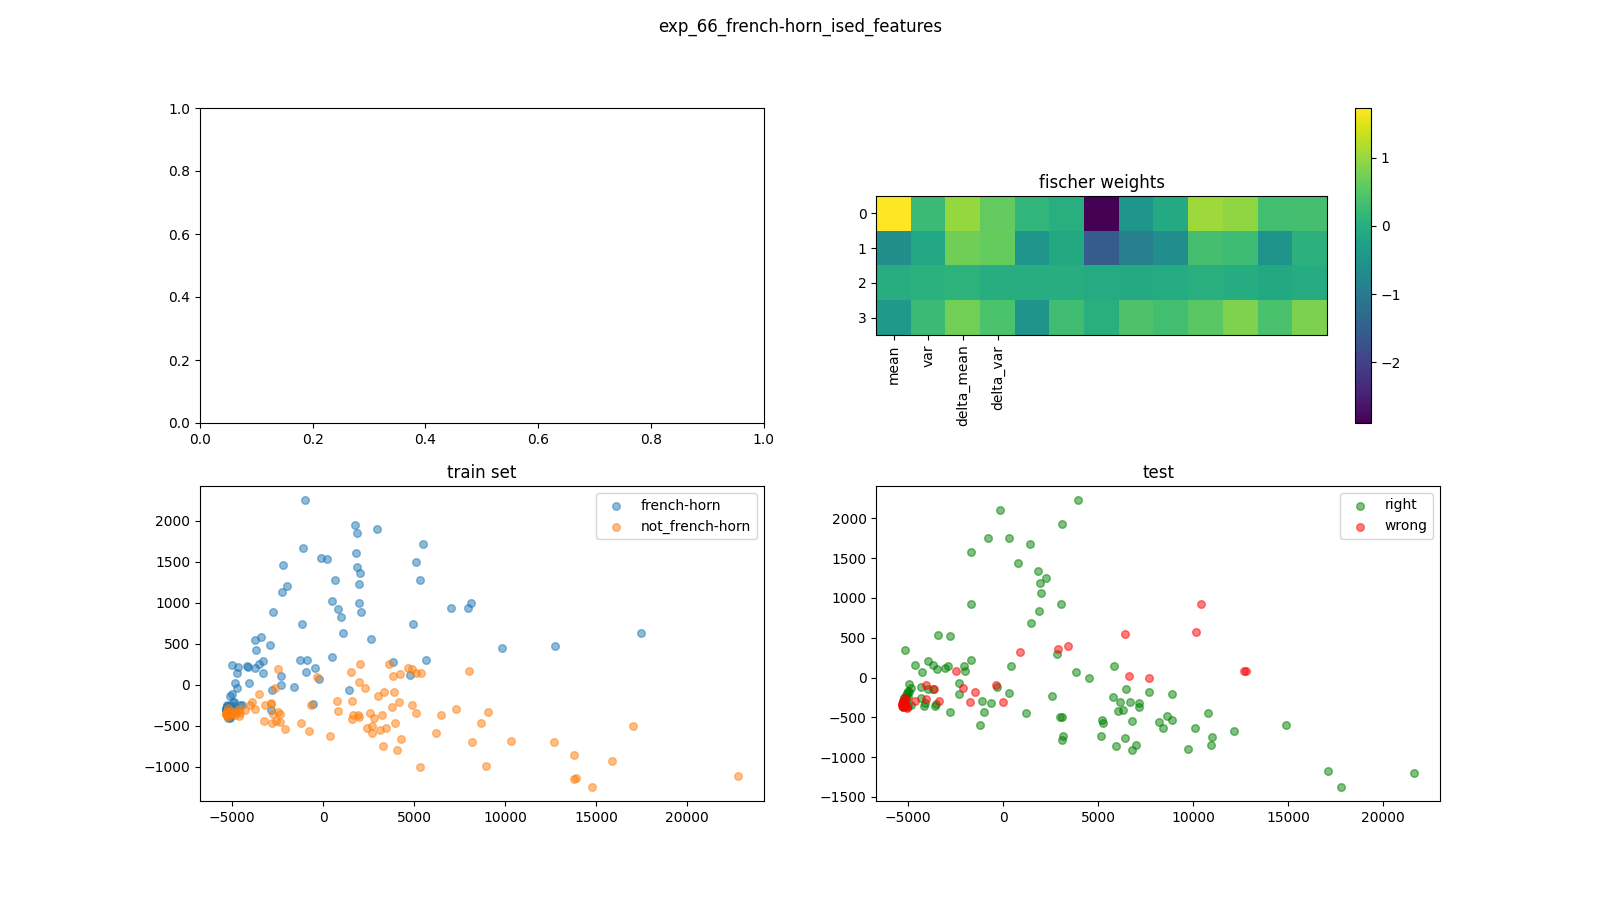 exp_66_french-horn_ised_features
1.0
0.8
0.6
0.4
0.2
0.0
0.0 0.2 0.4 0.6 0.8 1.0
fischer weights
0
1
2
3
mean var delta_mean delta_var
1
0
−1
−2
train set
french-horn
not_french-horn
2000
1500
1000
500
0
−500
−1000
−5000 0 5000 10000 15000 20000
test
right
wrong
2000
1500
1000
500
0
−500
−1000
−1500
−5000 0 5000 10000 15000 20000